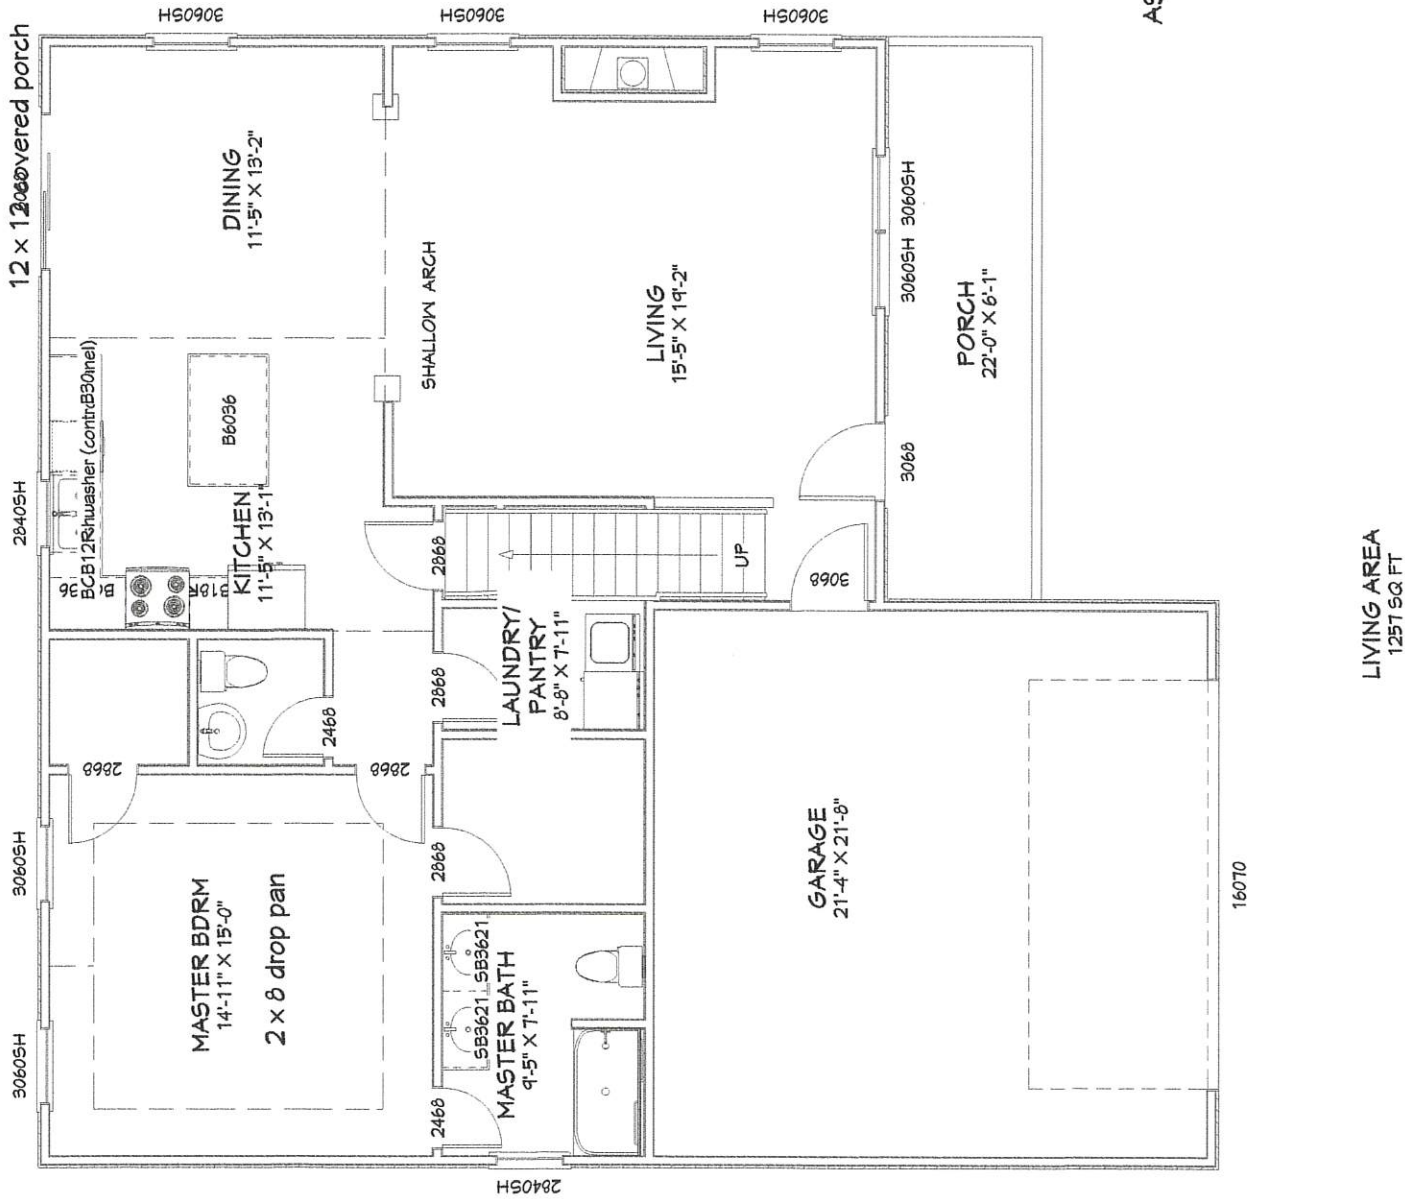 3060SH
3060SH
3060SH
AS
12 x 12 covered porch
DINING
11'-5" X 13'-2"
3060SH
3060SH
SHALLOW ARCH
LIVING
15'-5" X 19'-2"
PORCH
22'-0" X 6'-1"
B6036
2840SH
KITCHEN
11'-5" X 13'-1"
3068
2868
UP
3068
LAUNDRY/
PANTRY
8'-8" X 7'-11"
2868
2468
2868
2868
2868
LIVING AREA
1257 SQ FT
3060SH
MASTER BDRM
14'-11" X 15'-0"
2 x 8 drop pan
GARAGE
21'-4" X 21'-8"
16070
3060SH
SB3621
SB3621
MASTER BATH
9'-5" X 7'-11"
2468
2840SH